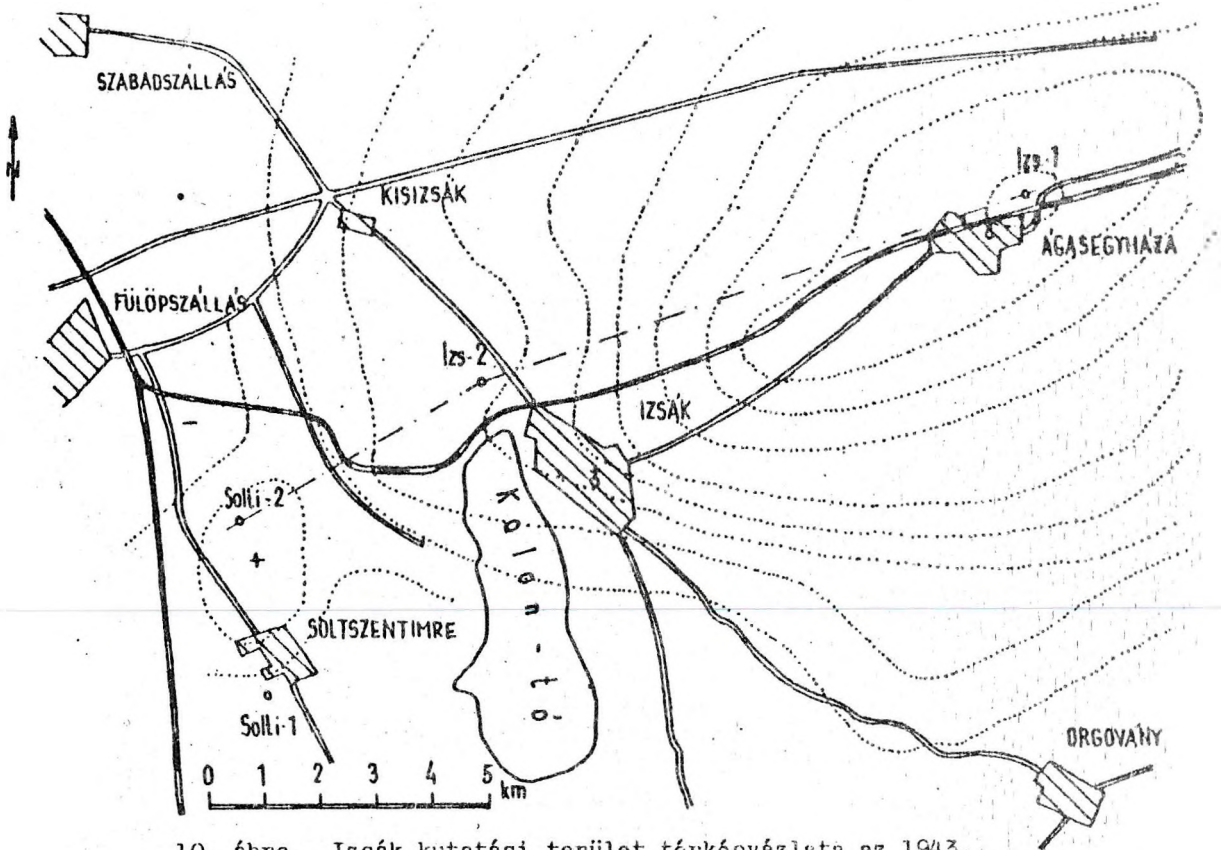 SZABADSZÁLLÁS
N
KISIZSÁK
Izs-1
ÁGASEGYHÁZA
FÜLÖPSZÁLLÁS
Izs-2
IZSÁK
Solti-2
Kolon-tó
SOLTSZENTIMRE
Solti-1
ORGOVÁNY
0 1 2 3 4 5
km
10. ábra Izsák kutatási terület térképvázlata az 1943